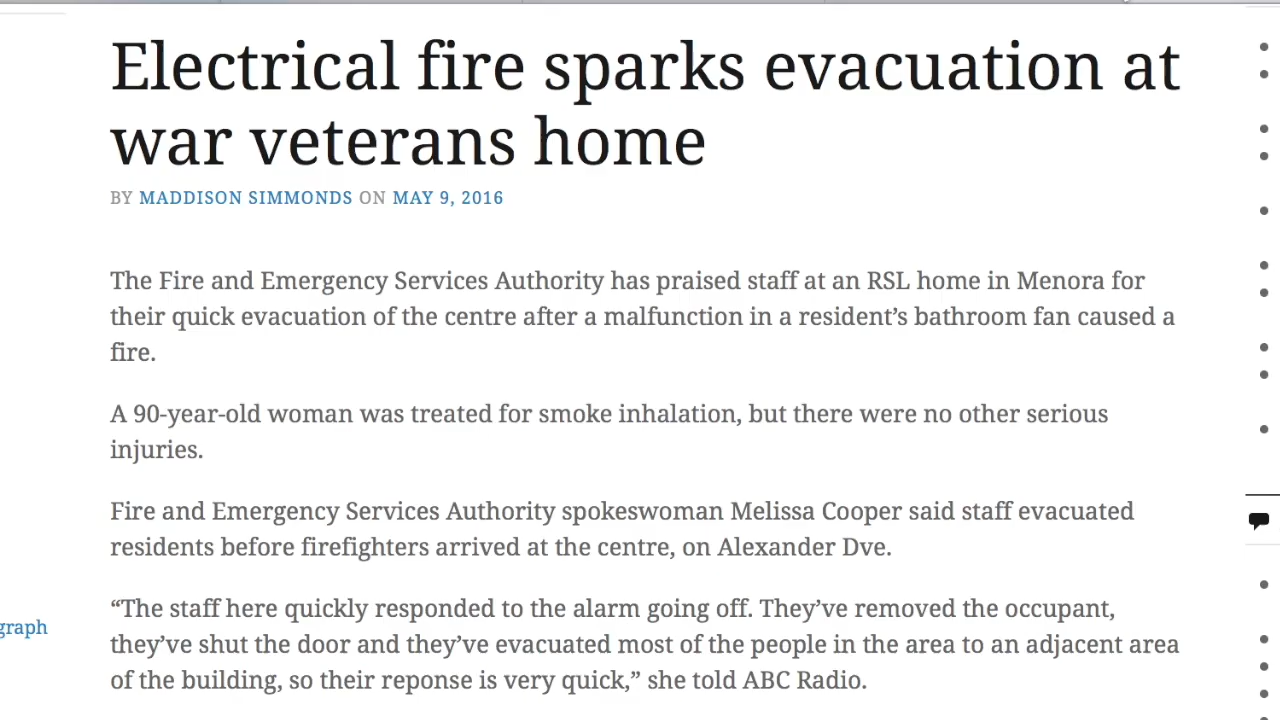 Electrical fire sparks evacuation at
war veterans home
BY MADDISON SIMMONDS ON MAY 9, 2016
The Fire and Emergency Services Authority has praised staff at an RSL home in Menora for
their quick evacuation of the centre after a malfunction in a resident’s bathroom fan caused a
fire.
A 90-year-old woman was treated for smoke inhalation, but there were no other serious
injuries.
Fire and Emergency Services Authority spokeswoman Melissa Cooper said staff evacuated
residents before firefighters arrived at the centre, on Alexander Dve.
“The staff here quickly responded to the alarm going off. They’ve removed the occupant,
graph
they’ve shut the door and they’ve evacuated most of the people in the area to an adjacent area
of the building, so their reponse is very quick,” she told ABC Radio.